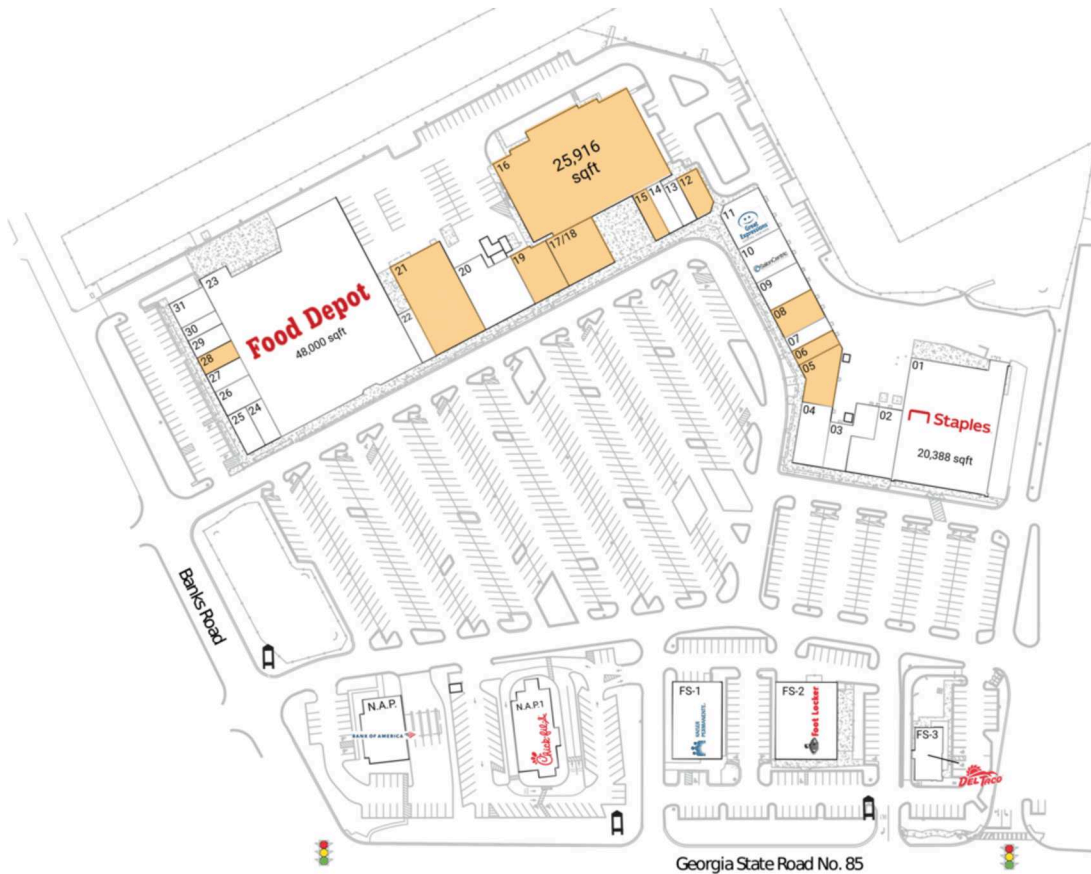 16
25,916
sqft
15
14
13
12
11
Great
Expressions
10
SalonCentric
09
08
07
06
05
04
03
02
01
Staples
20,388 sqft
17/18
19
20
21
22
23
Food Depot
48,000 sqft
31
30
29
28
27
26
25
24
Banks Road
N.A.P.
BANK OF AMERICA
N.A.P.1
Chick-fil-A
FS-1
KAISER
PERMANENTE
FS-2
Foot Locker
FS-3
DEL TACO
Georgia State Road No. 85